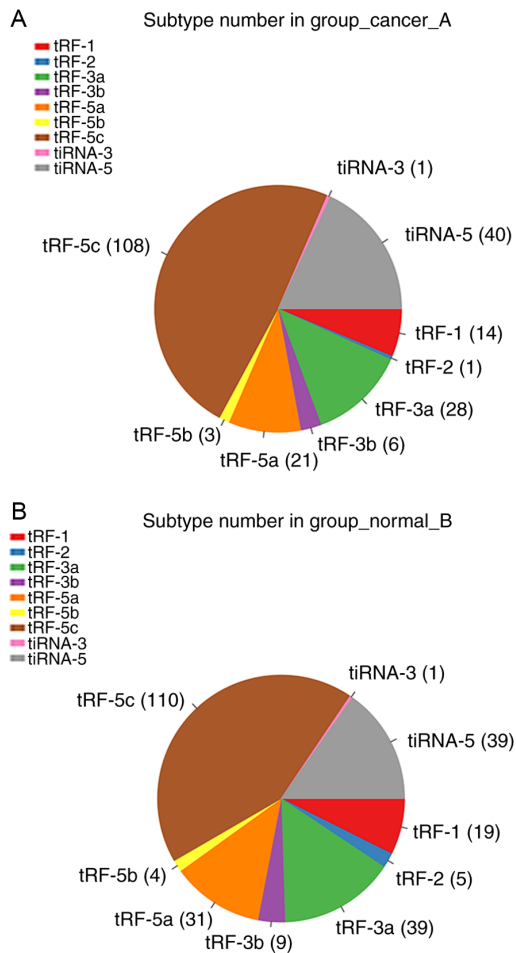 A
Subtype number in group_cancer_A
tRF-1
tRF-2
tRF-3a
tRF-3b
tRF-5a
tRF-5b
tRF-5c
tiRNA-3
tiRNA-5
tiRNA-3 (1)
tiRNA-5 (40)
tRF-5c (108)
tRF-1 (14)
tRF-2 (1)
tRF-3a (28)
tRF-5b (3)
tRF-3b (6)
tRF-5a (21)
B
Subtype number in group_normal_B
tRF-1
tRF-2
tRF-3a
tRF-3b
tRF-5a
tRF-5b
tRF-5c
tiRNA-3
tiRNA-5
tiRNA-3 (1)
tRF-5c (110)
tiRNA-5 (39)
tRF-1 (19)
tRF-5b (4)
tRF-2 (5)
tRF-5a (31)
tRF-3a (39)
tRF-3b (9)